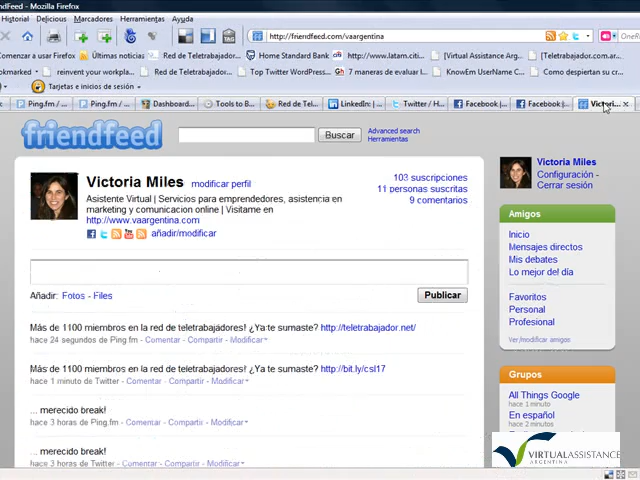 ndFeed - Mozilla Firefox
Historial Delicious Marcadores Herramientas Ayuda
TAG http://friendfeed.com/vaargentina
Red de Teletrabajador... Home Standard Bank http://www.latam.citi... [Virtual Assistance Arg... [Teletrabajador.com.ar...
okmarked reinvent your workpla... Red de Teletrabajador... Top Twitter WordPress... 7 maneras de evaluar l... KnowEm UserName C... Como despiertan su cr...
Tarjetas e inicios de sesión
Ping.fm / ... Ping.fm / ... Dashboard... Tools to B... Red de Tel... LinkedIn: | ... Twitter / H... Facebook |... Facebook |... Victori...
friendfeed
Buscar
Advanced search
Herramientas
Victoria Miles modificar perfil
Asistente Virtual | Servicios para emprendedores, asistencia en
marketing y comunicacion online | Visitame en
http://www.vaargentina.com
añadir/modificar
103 suscripciones
11 personas suscritas
9 comentarios
Añadir: Fotos - Files
Publicar
Más de 1100 miembros en la red de teletrabajadores! ¿Ya te sumaste? http://teletrabajador.net/
hace 24 segundos de Ping.fm - Comentar - Compartir - Modificar
Más de 1100 miembros en la red de teletrabajadores! ¿Ya te sumaste? http://bit.ly/csl17
hace 1 minuto de Twitter - Comentar - Compartir - Modificar
... merecido break!
hace 3 horas de Ping.fm - Comentar - Compartir - Modificar
... merecido break!
hace 3 horas de Twitter - Comentar - Compartir - Modificar
Victoria Miles
Configuración -
Cerrar sesión
Amigos
Inicio
Mensajes directos
Mis debates
Lo mejor del día
Favoritos
Personal
Profesional
Ver/modificar amigos
Grupos
All Things Google
hace 1 minuto
En español
hace 2 minutos
VIRTUALASSISTANCE
ARGENTINA